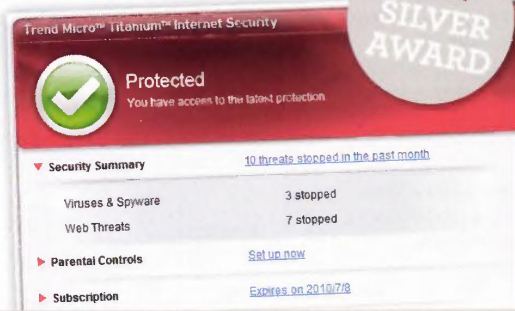 Trend Micro™ Titanium™ Internet Security
SILVER
AWARD
Protected
You have access to the latest protection
Security Summary 10 threats stopped in the past month
Viruses & Spyware 3 stopped
Web Threats 7 stopped
Parental Controls Set up now
Subscription Expires on 2010/7/8